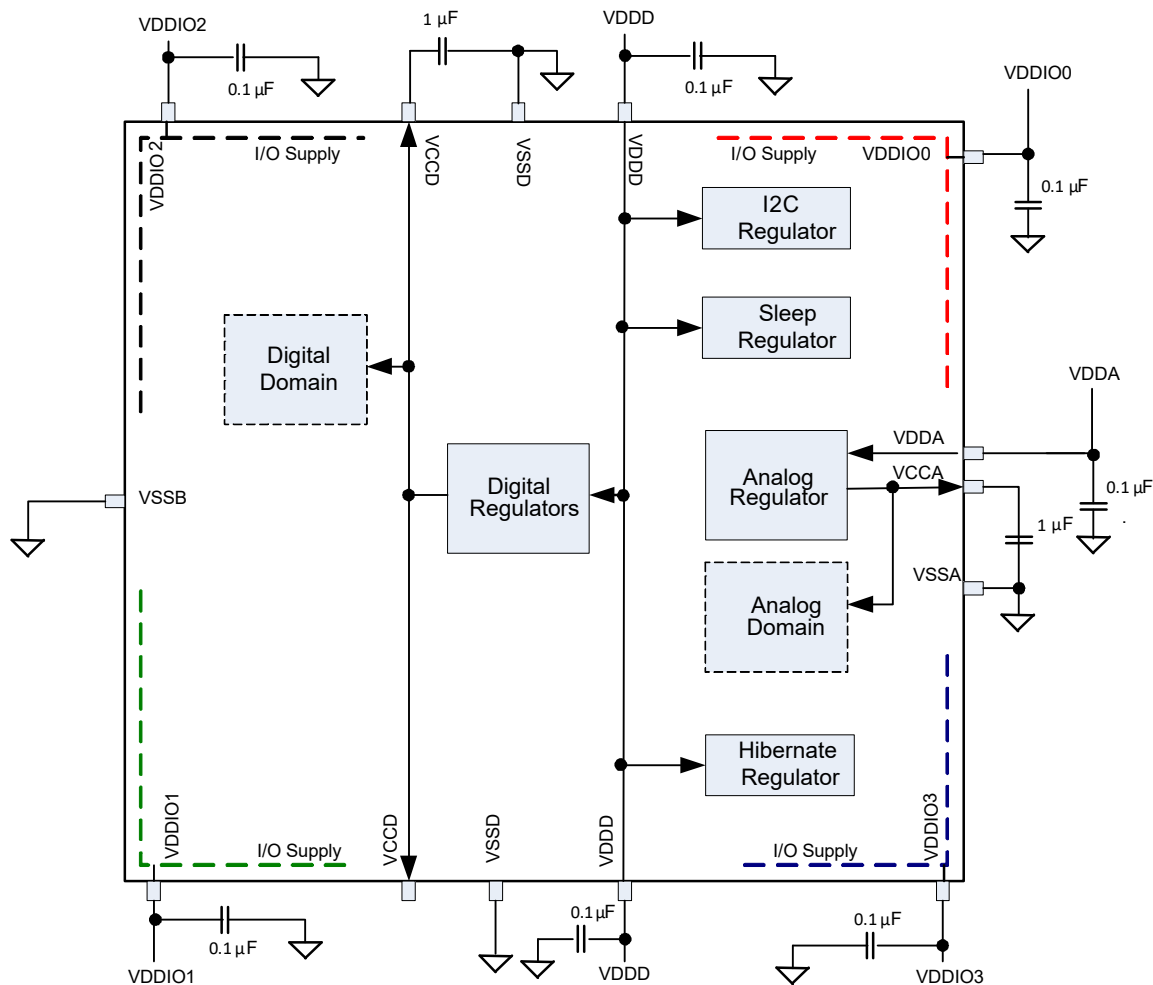 VDDIO2
1 µF
VDDD
0.1 µF
0.1 µF
VDDIO0
0.1 µF
VDDIO 2
I/O Supply
VCCD
VSSD
VDDD
I/O Supply
VDDIO0
I2C
Regulator
Sleep
Regulator
Digital
Domain
VDDA
VDDA
VCCA
Analog
Regulator
Digital
Regulators
VSSB
0.1 µF
.
1 µF
VSSA
Analog
Domain
Hibernate
Regulator
VDDIO1
I/O Supply
VCCD
VSSD
VDDD
I/O Supply
VDDIO3
0.1 µF
0.1 µF
0.1 µF
VDDIO1
VDDD
VDDIO3